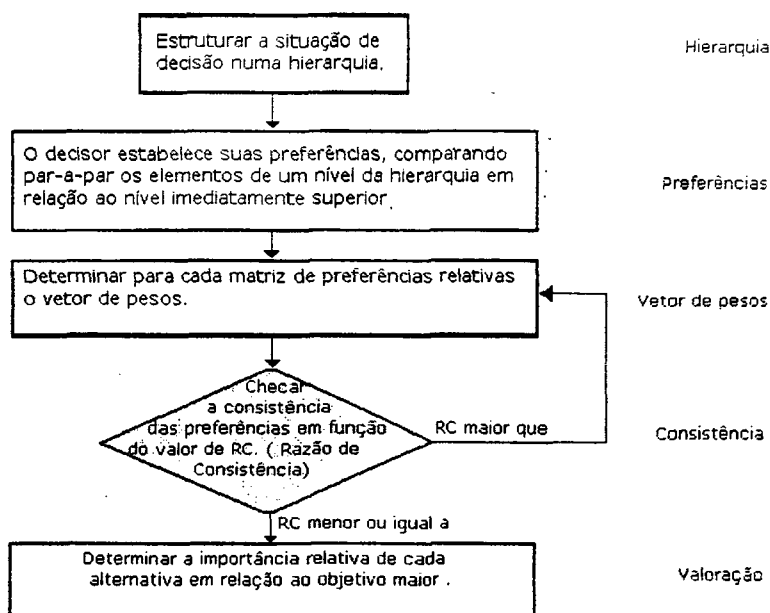 Estruturar a situação de
decisão numa hierarquia.
Hierarquia
O decisor estabelece suas preferências, comparando
par-a-par os elementos de um nível da hierarquia em
relação ao nível imediatamente superior.
Preferências
Determinar para cada matriz de preferências relativas
o vetor de pesos.
Vetor de pesos
Checar
a consistência
das preferências em função
do valor de RC. ( Razão de
Consistência)
RC maior que
Consistência
RC menor ou igual a
Determinar a importância relativa de cada
alternativa em relação ao objetivo maior .
Valoração